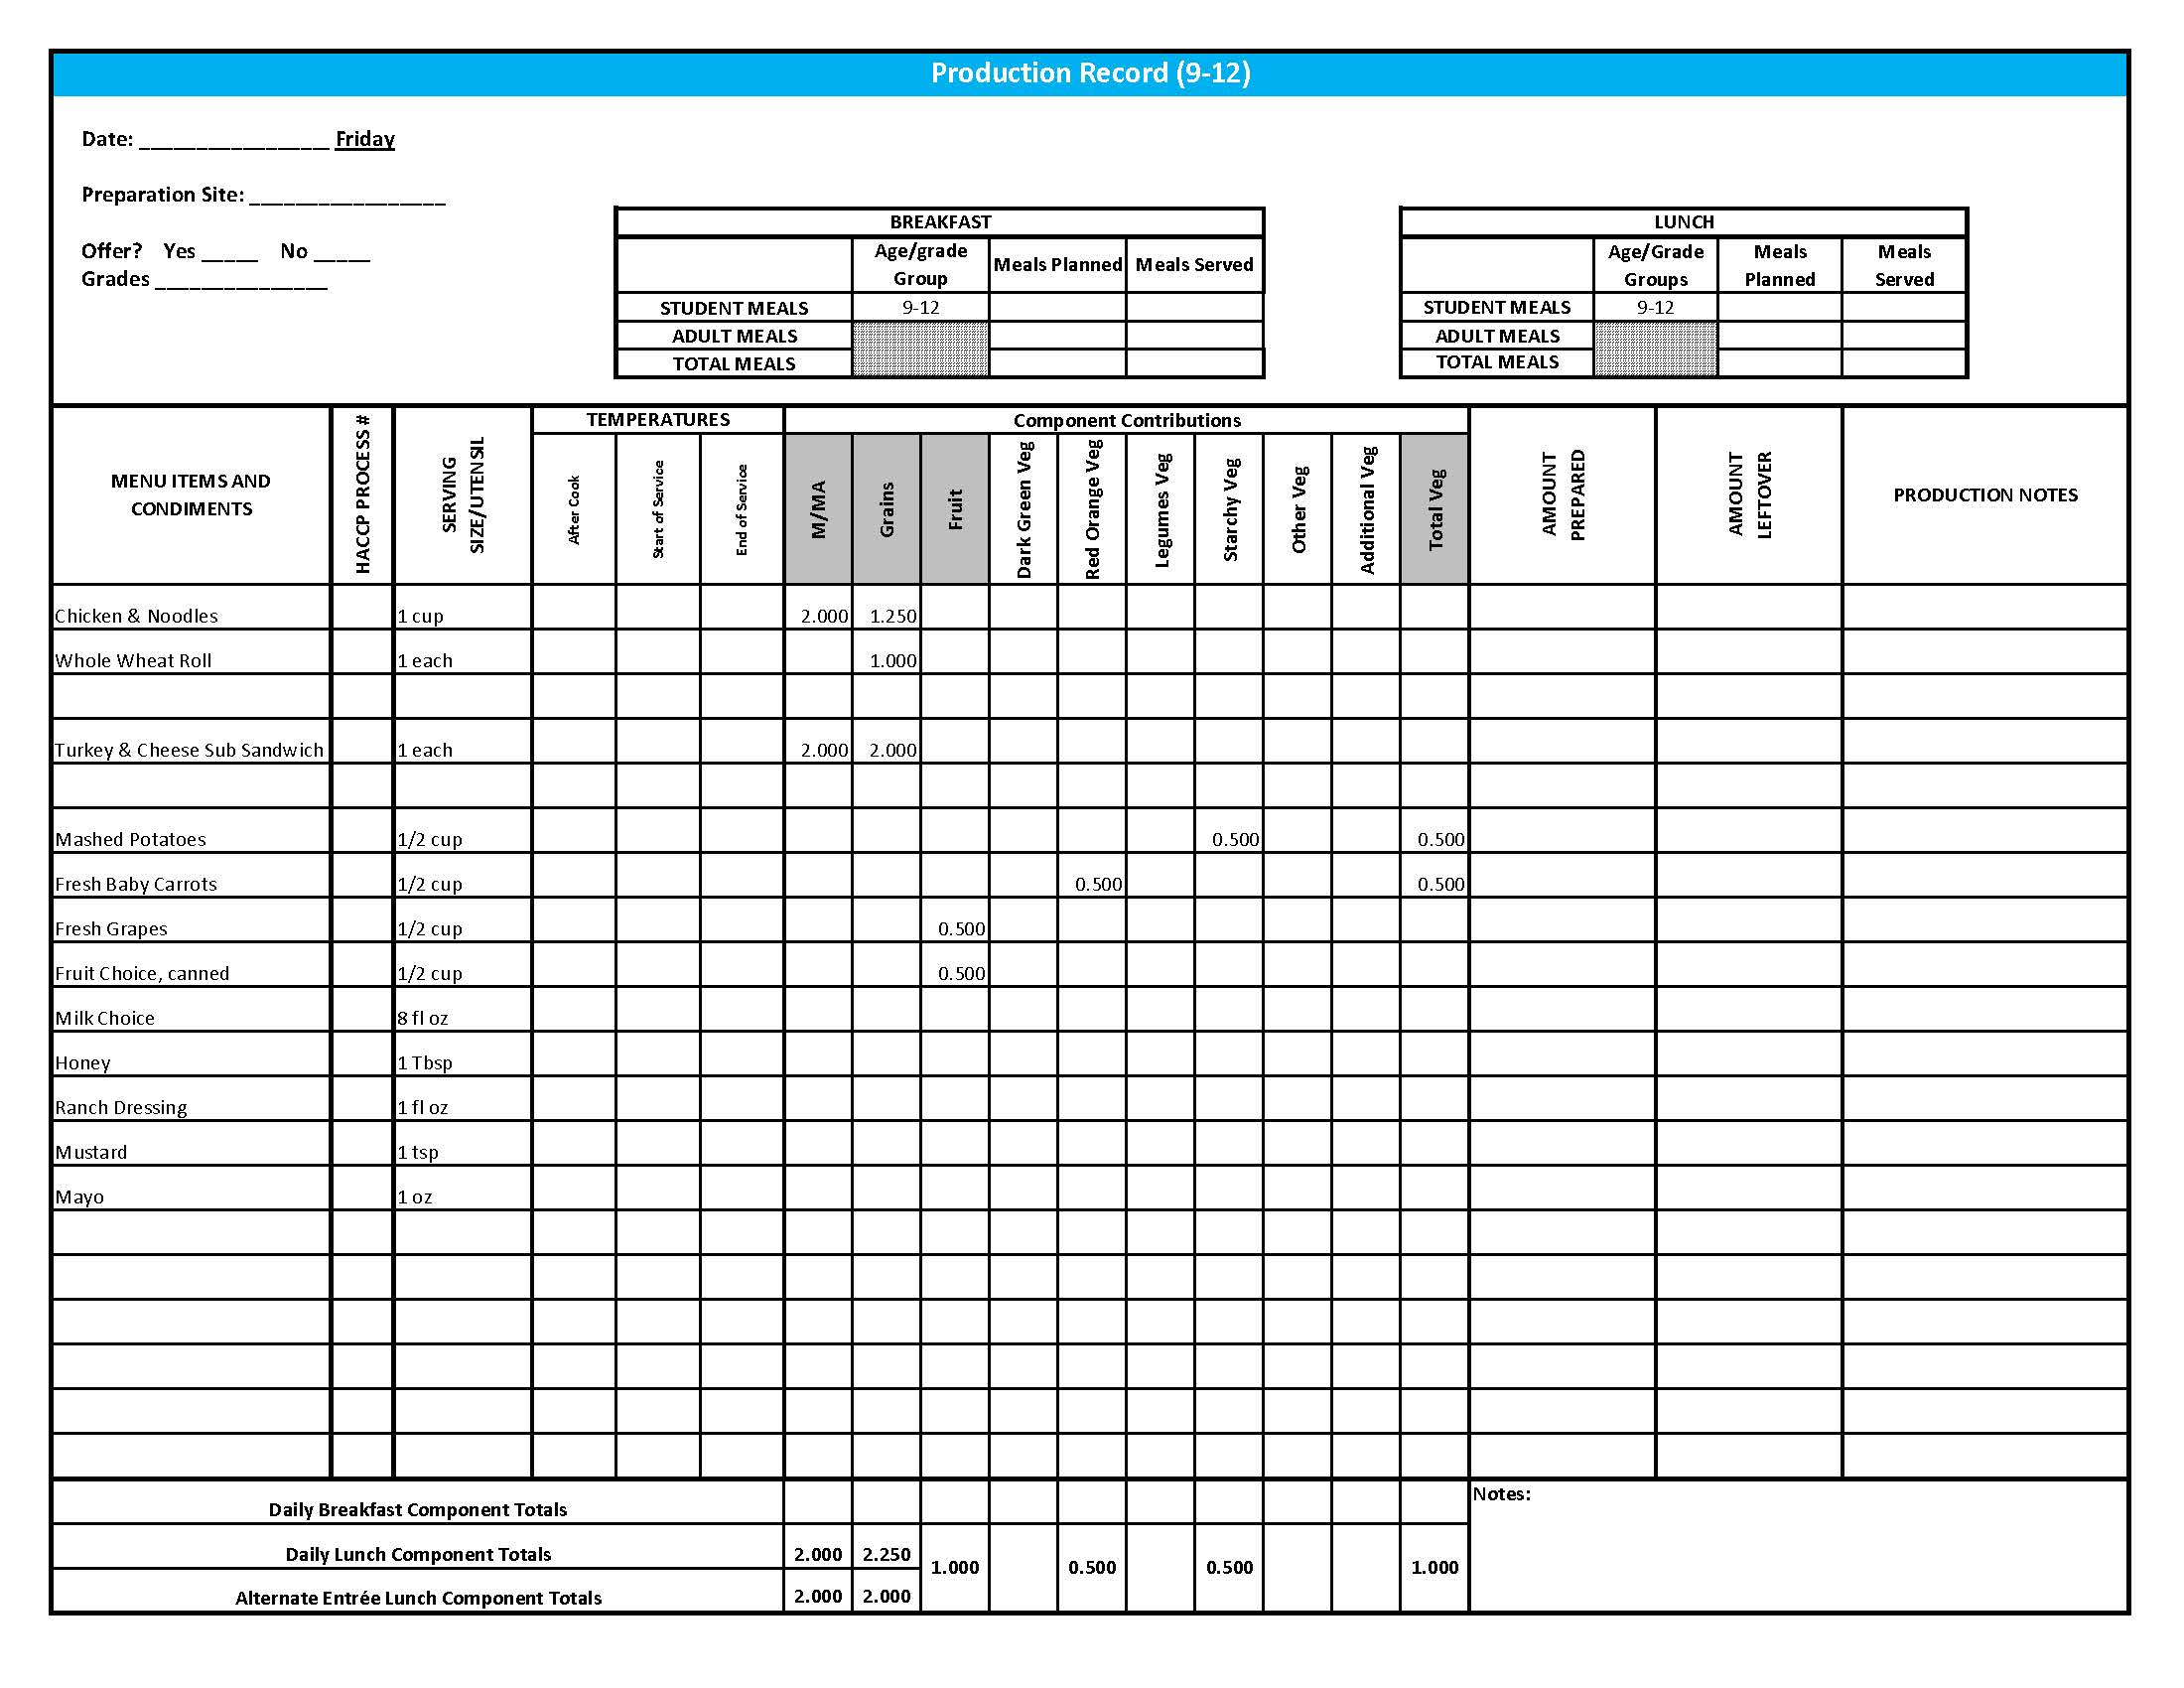 Production Record (9-12)
Date: _________________ Friday
Preparation Site: _________________
Offer? Yes _____ No _____
Grades _______________
BREAKFAST
Age/grade Group Meals Planned Meals Served
STUDENT MEALS 9-12
ADULT MEALS
TOTAL MEALS
LUNCH
Age/Grade Groups Meals Planned Meals Served
STUDENT MEALS 9-12
ADULT MEALS
TOTAL MEALS
MENU ITEMS AND CONDIMENTS
HACCP PROCESS #
SERVING SIZE/UTENSIL
TEMPERATURES
After Cook
Start of Service
End of Service
Component Contributions
M/MA
Grains
Fruit
Dark Green Veg
Red Orange Veg
Legumes Veg
Starchy Veg
Other Veg
Additional Veg
Total Veg
AMOUNT PREPARED
AMOUNT LEFTOVER
PRODUCTION NOTES
Chicken & Noodles 1 cup 2.000 1.250
Whole Wheat Roll 1 each 1.000
Turkey & Cheese Sub Sandwich 1 each 2.000 2.000
Mashed Potatoes 1/2 cup 0.500 0.500
Fresh Baby Carrots 1/2 cup 0.500 0.500
Fresh Grapes 1/2 cup 0.500
Fruit Choice, canned 1/2 cup 0.500
Milk Choice 8 fl oz
Honey 1 Tbsp
Ranch Dressing 1 fl oz
Mustard 1 tsp
Mayo 1 oz
Daily Breakfast Component Totals
Notes:
Daily Lunch Component Totals 2.000 2.250
1.000 0.500 0.500 1.000
Alternate Entrée Lunch Component Totals 2.000 2.000